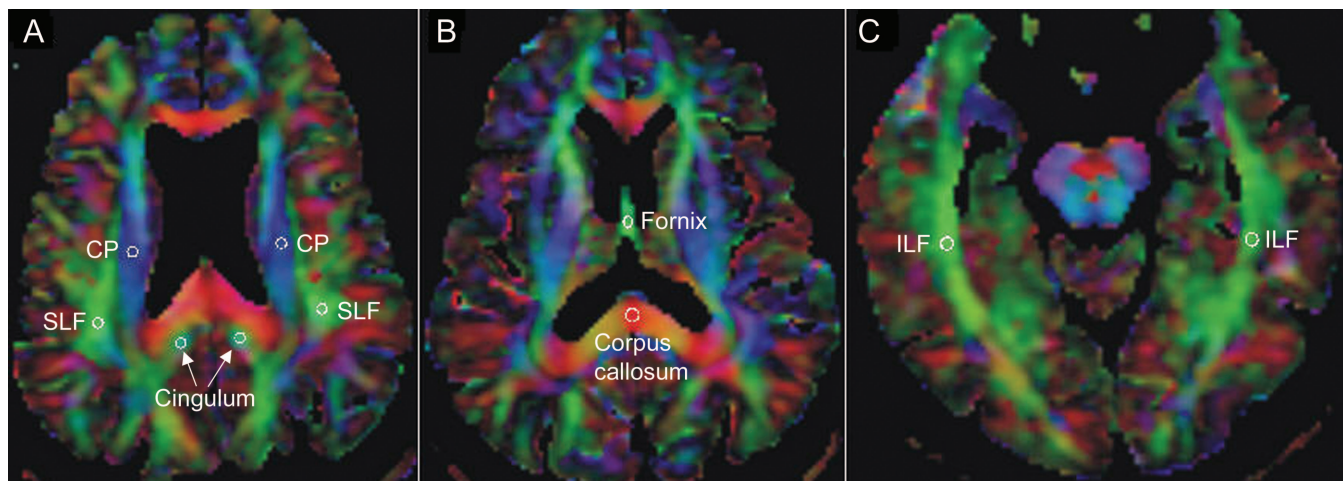 A
CP
CP
SLF
SLF
Cingulum
B
Fornix
Corpus
callosum
C
ILF
ILF